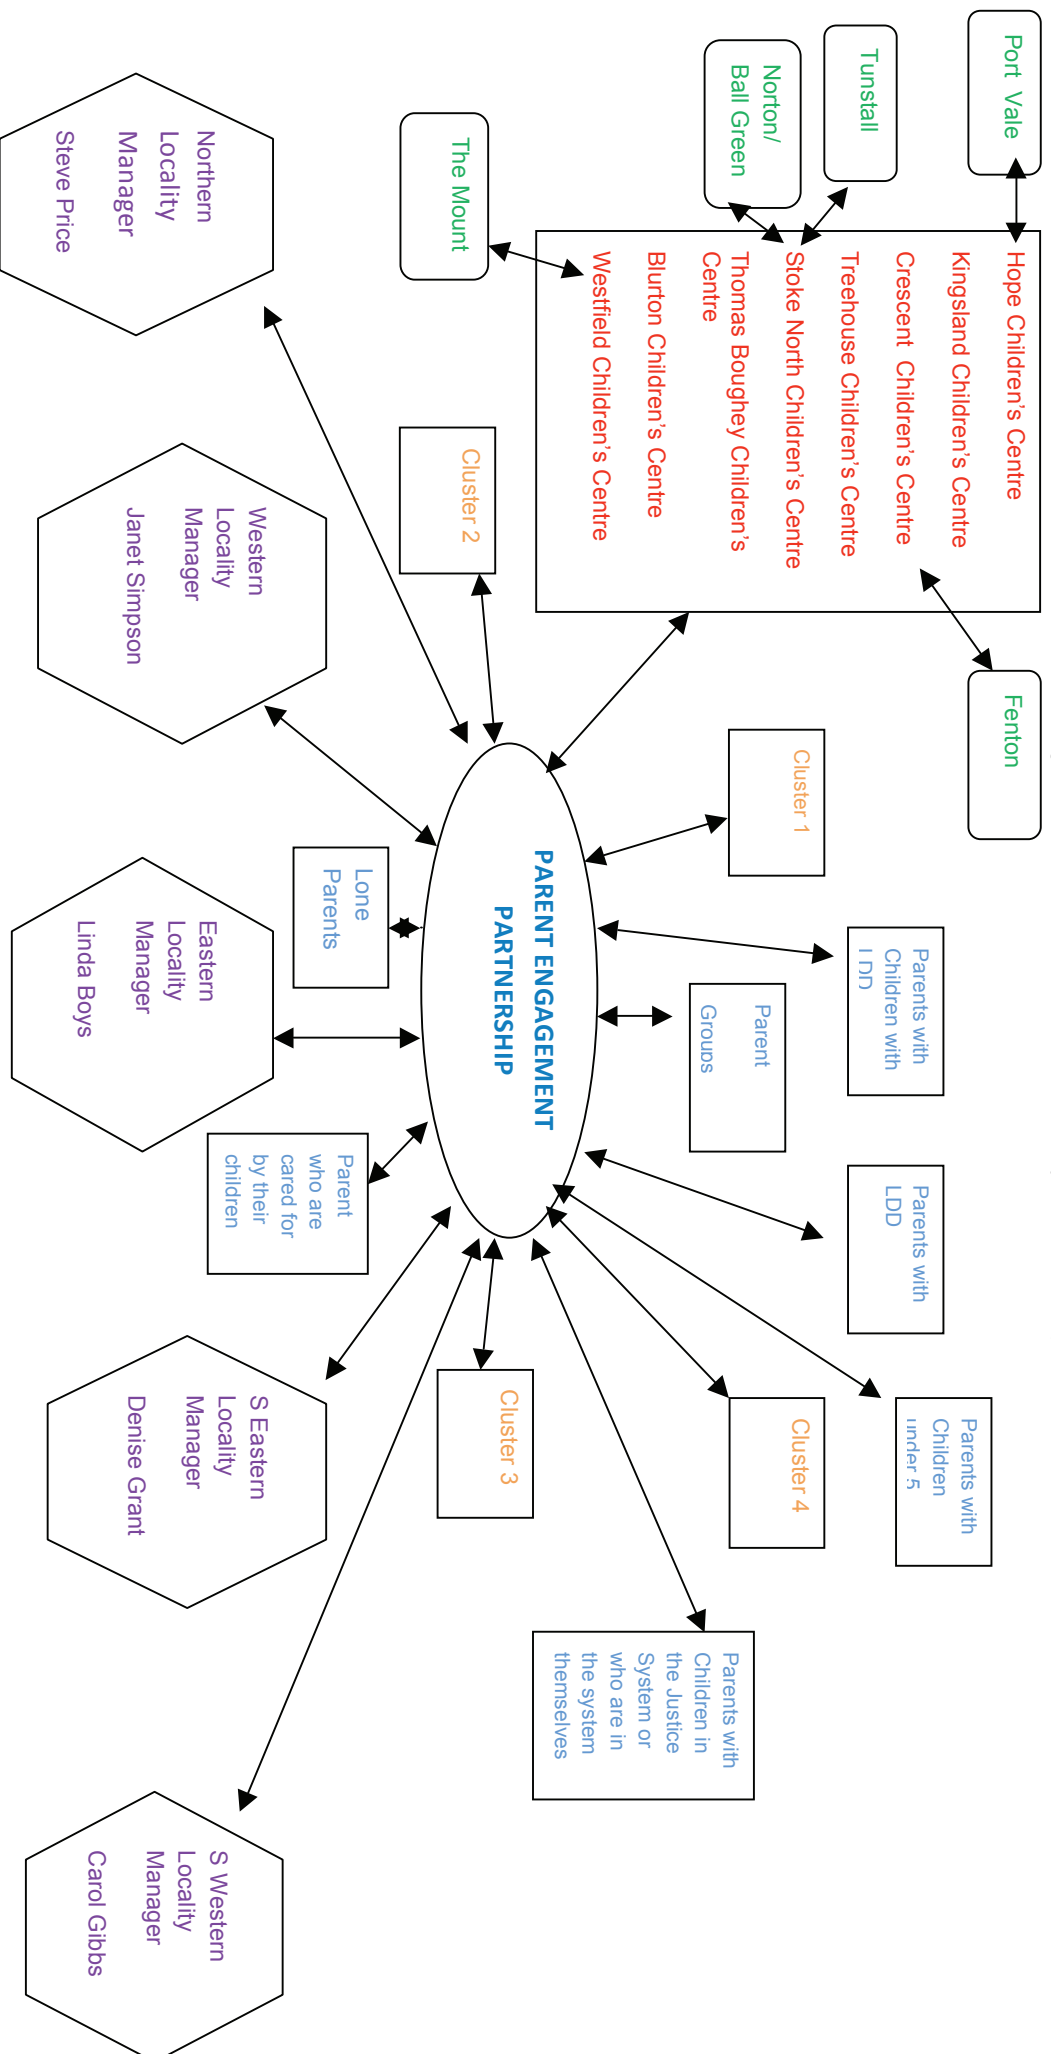 Port Vale
Tunstall
Norton/
Ball Green
The Mount
Hope Children's Centre
Kingsland Children's Centre
Crescent Children's Centre
Treehouse Children's Centre
Stoke North Children's Centre
Thomas Boughey Children's
Centre
Blurton Children's Centre
Westfield Children's Centre
Fenton
Cluster 1
Cluster 2
Parents with
Children with
LDD
Parent
Groups
Parents with
LDD
Parents with
Children
under 5
Cluster 4
Parents with
Children in
the Justice
System or
who are in
the system
themselves
PARENT ENGAGEMENT
PARTNERSHIP
Cluster 3
Lone
Parents
Parent
who are
cared for
by their
children
Northern
Locality
Manager
Steve Price
Western
Locality
Manager
Janet Simpson
Eastern
Locality
Manager
Linda Boys
S Eastern
Locality
Manager
Denise Grant
S Western
Locality
Manager
Carol Gibbs